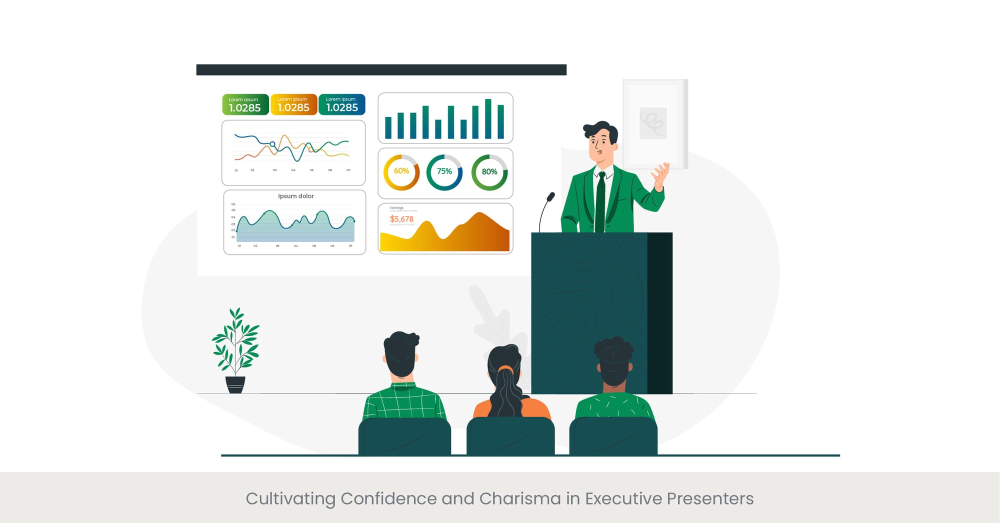 Lorem ipsum
1.0285
Lorem ipsum
1.0285
Lorem ipsum
1.0285
01 02 03 04 05 06 07
Ipsum dolor
06
05
04
03
02
01
01 02 03 04 05 06 07
60%
75%
80%
Earnings
$5,678
Cultivating Confidence and Charisma in Executive Presenters